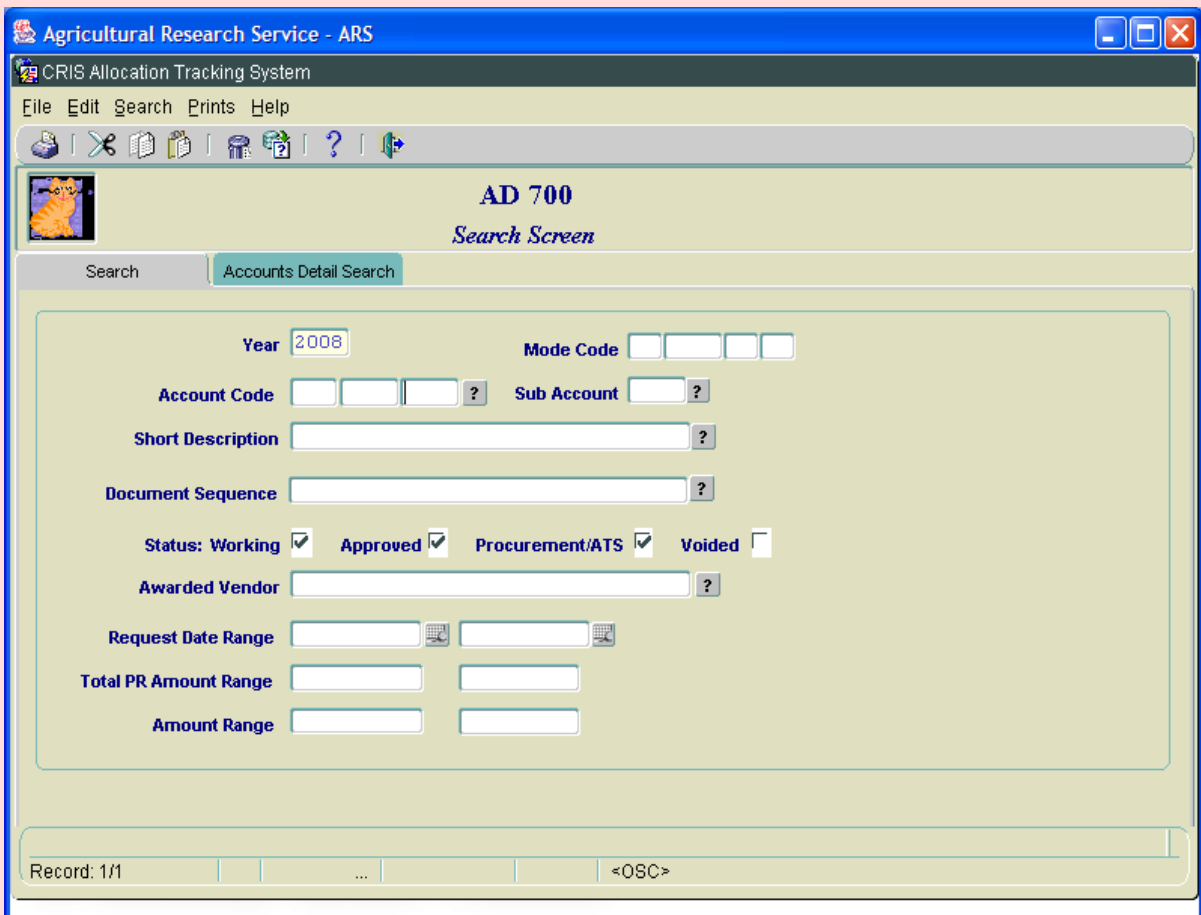 Agricultural Research Service - ARS
CRIS Allocation Tracking System
File Edit Search Prints Help
?
AD 700
Search Screen
Search Accounts Detail Search
Year 2008 Mode Code
Account Code ? Sub Account ?
Short Description ?
Document Sequence ?
Status: Working Approved Procurement/ATS Voided
Awarded Vendor ?
Request Date Range
Total PR Amount Range
Amount Range
Record: 1/1 ... <OSC>